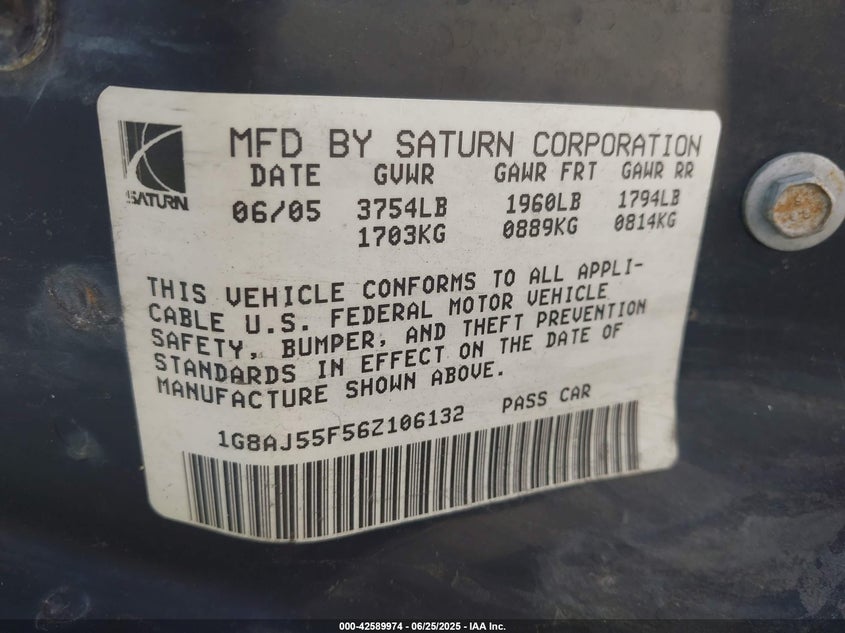 MFD BY SATURN CORPORATION
DATE GVWR GAWR FRT GAWR RR
06/05 3754LB 1960LB 1794LB
1703KG 0889KG 0814KG
SATURN
THIS VEHICLE CONFORMS TO ALL APPLI-
CABLE U.S. FEDERAL MOTOR VEHICLE
SAFETY, BUMPER, AND THEFT PREVENTION
STANDARDS IN EFFECT ON THE DATE OF
MANUFACTURE SHOWN ABOVE.
1G8AJ55F56Z106132 PASS CAR
000-42589974 / 06/25/2025 - IAA Inc.